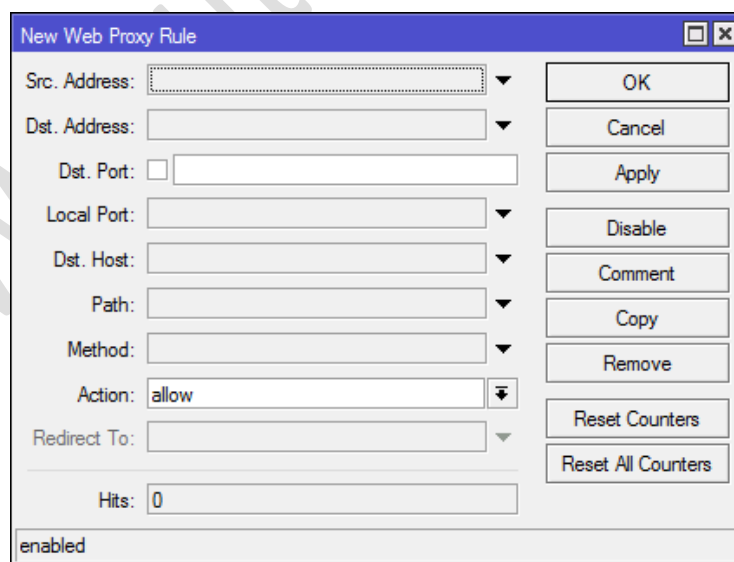 New Web Proxy Rule
Src. Address:
OK
Dst. Address:
Cancel
Dst. Port:
Apply
Local Port:
Disable
Dst. Host:
Comment
Path:
Copy
Method:
Remove
Action: allow
Reset Counters
Redirect To:
Reset All Counters
Hits: 0
enabled